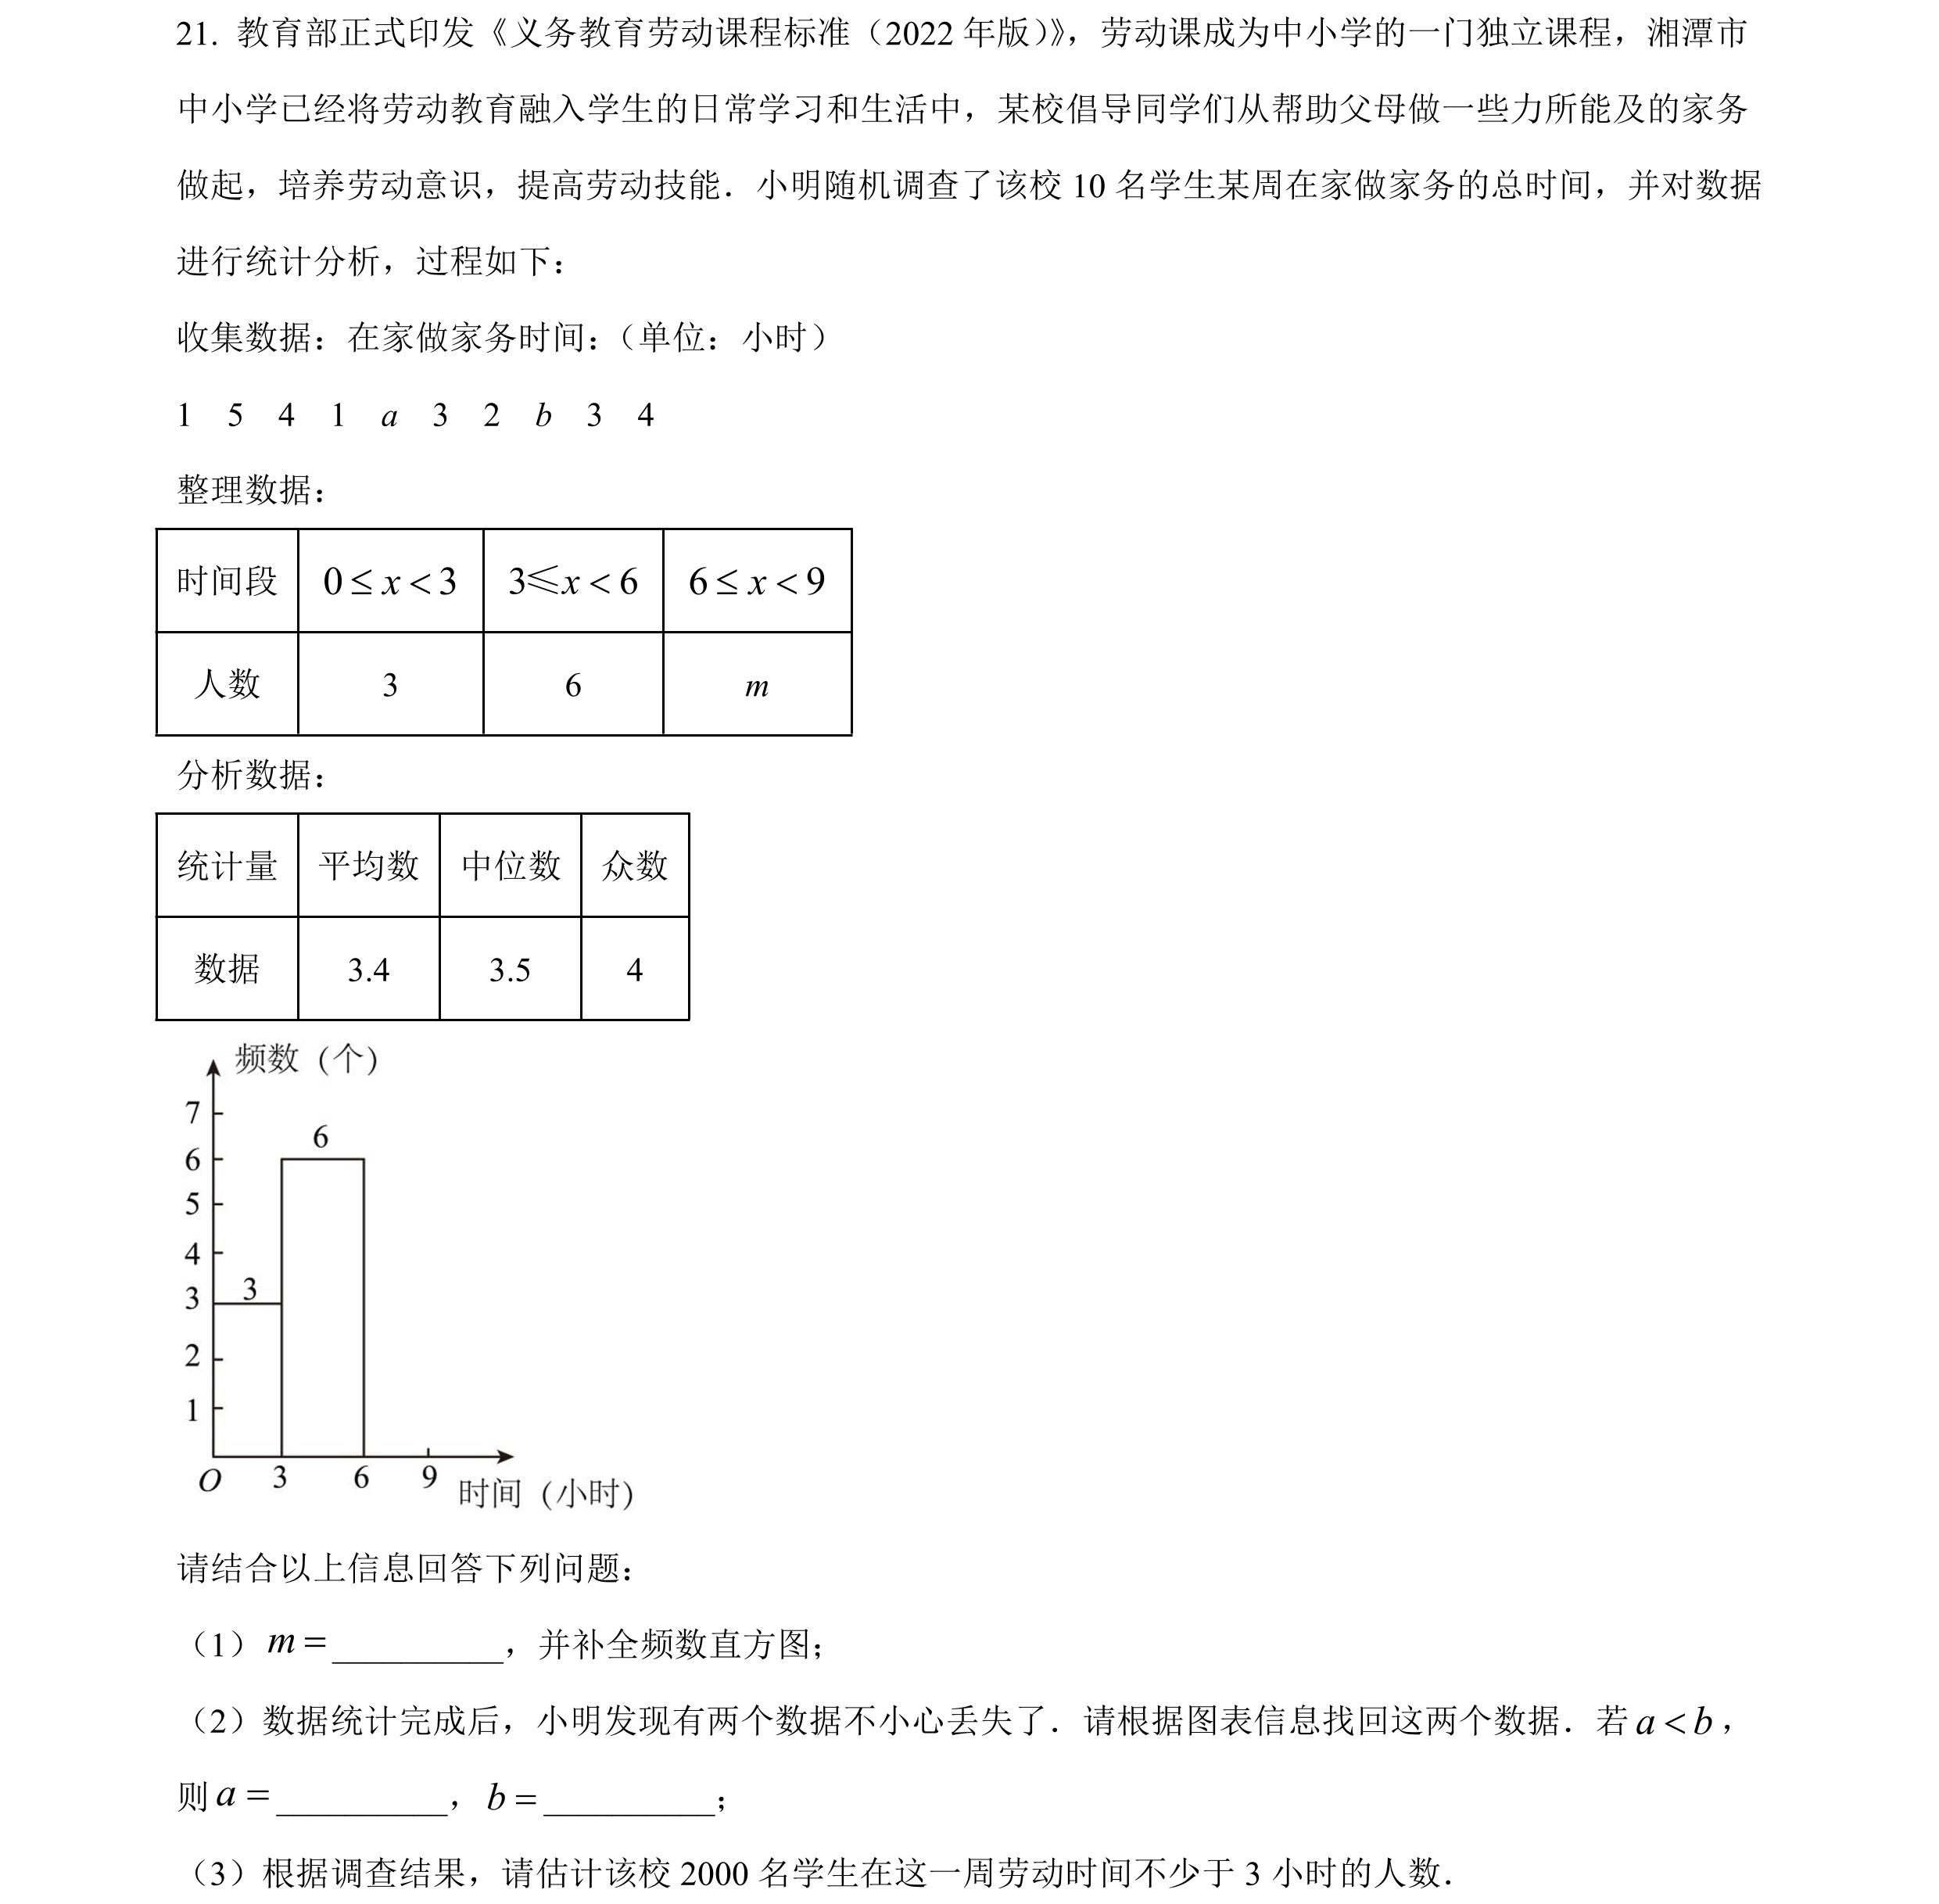 21. 教育部正式印发《义务教育劳动课程标准（2022 年版）》，劳动课成为中小学的一门独立课程，湘潭市
中小学已经将劳动教育融入学生的日常学习和生活中，某校倡导同学们从帮助父母做一些力所能及的家务
做起，培养劳动意识，提高劳动技能．小明随机调查了该校 10 名学生某周在家做家务的总时间，并对数据
进行统计分析，过程如下：
收集数据：在家做家务时间：（单位：小时）
1 5 4 1 a 3 2 b 3 4
整理数据：
时间段 0≤x<3 3≤x<6 6≤x<9
人数 3 6 m
分析数据：
统计量 平均数 中位数 众数
数据 3.4 3.5 4
频数（个）
7
6
6
5
4
3
3
2
1
O 3 6 9 时间（小时）
请结合以上信息回答下列问题：
（1）m=__________，并补全频数直方图；
（2）数据统计完成后，小明发现有两个数据不小心丢失了．请根据图表信息找回这两个数据．若 a<b，
则 a=__________，b=__________；
（3）根据调查结果，请估计该校 2000 名学生在这一周劳动时间不少于 3 小时的人数．